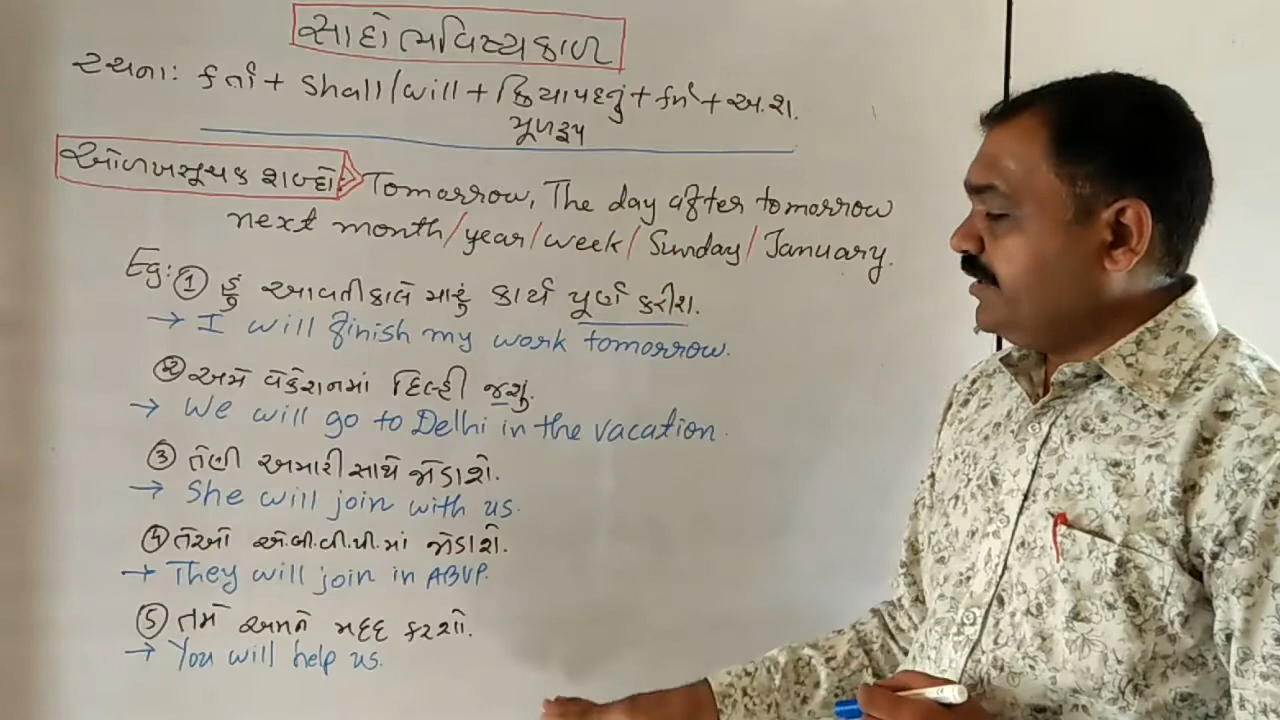 સાદો ભવિષ્યકાળ
રચના: કર્તા + Shall/will + ક્રિયાપદનું + કર્મ + અ.શ.
મૂળરૂપ
ઓળખસૂચક શબ્દો: Tomorrow, The day after tomorrow
next month/year/week/Sunday/January.
Eg: ① હું આવતીકાલે મારું કાર્ય પૂર્ણ કરીશ.
→ I will finish my work tomorrow.
② અમે વેકેશનમાં દિલ્હી જશું.
→ We will go to Delhi in the vacation.
③ તેણી અમારી સાથે જોડાશે.
→ She will join with us.
④ તેઓ એ.બી.વી.પી.માં જોડાશે.
→ They will join in ABVP.
⑤ તમે અમને મદદ કરશો.
→ You will help us.